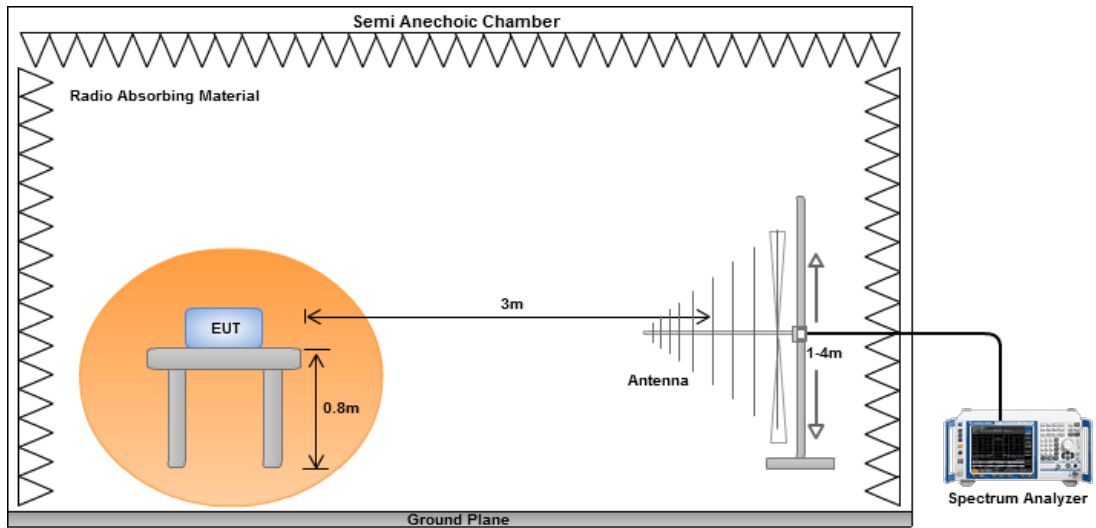 Semi Anechoic Chamber
Radio Absorbing Material
3m
EUT
1-4m
Antenna
0.8m
Spectrum Analyzer
Ground Plane